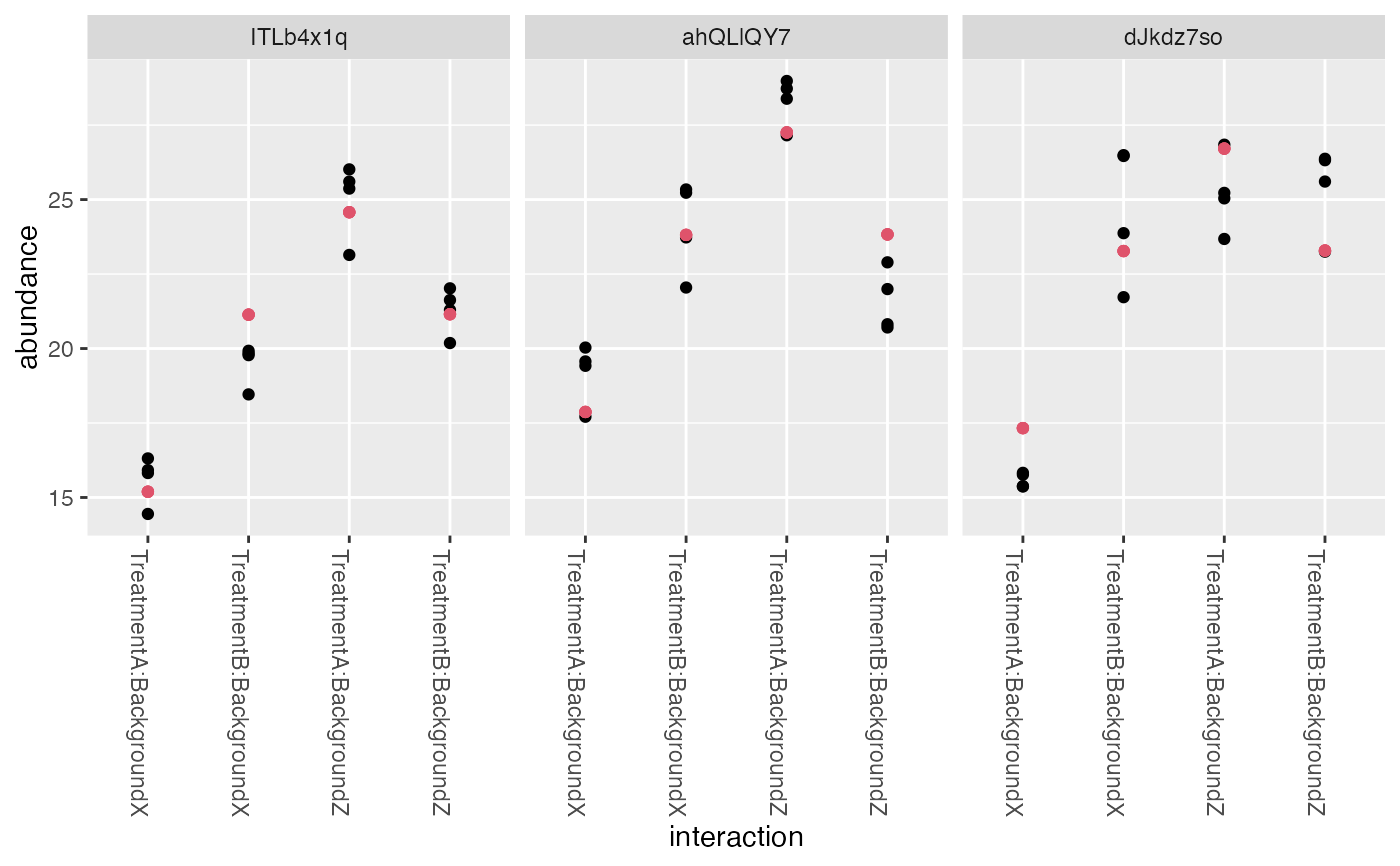 ITLb4x1q
ahQLlQY7
dJkdz7so
abundance
25
20
15
TreatmentA:BackgroundX
TreatmentB:BackgroundX
TreatmentA:BackgroundZ
TreatmentB:BackgroundZ
TreatmentA:BackgroundX
TreatmentB:BackgroundX
TreatmentA:BackgroundZ
TreatmentB:BackgroundZ
TreatmentA:BackgroundX
TreatmentB:BackgroundX
TreatmentA:BackgroundZ
TreatmentB:BackgroundZ
interaction